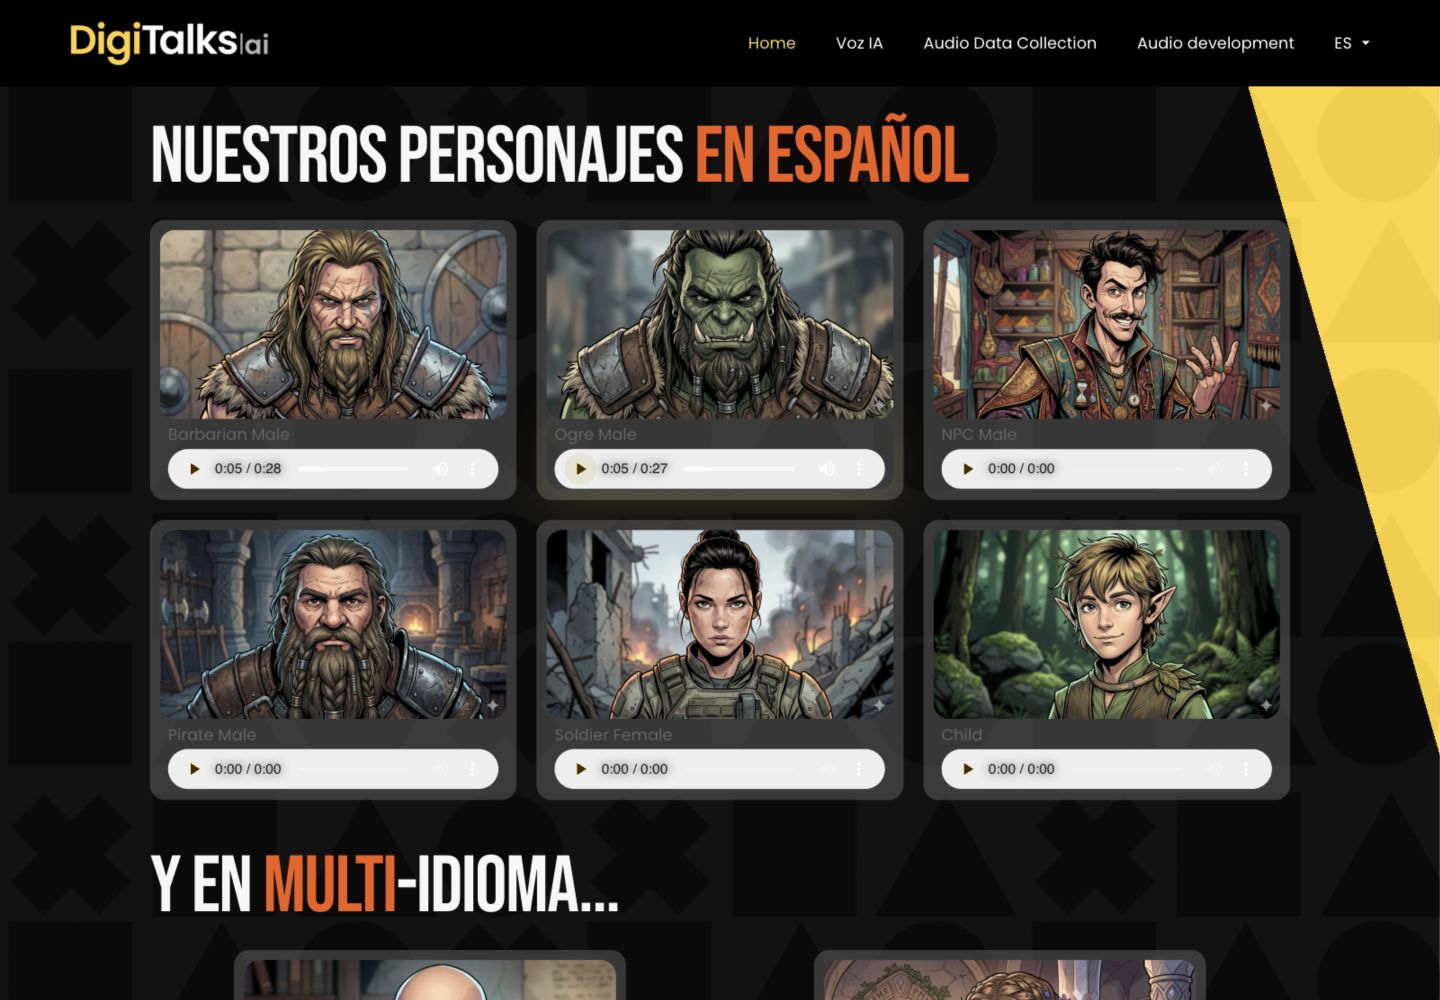 DigiTalks|ai
Home
Voz IA
Audio Data Collection
Audio development
ES
NUESTROS PERSONAJES EN ESPAÑOL
Barbarian Male
0:05 / 0:28
Ogre Male
0:05 / 0:27
NPC Male
0:00 / 0:00
Pirate Male
0:00 / 0:00
Soldier Female
0:00 / 0:00
Child
0:00 / 0:00
Y EN MULTI-IDIOMA...